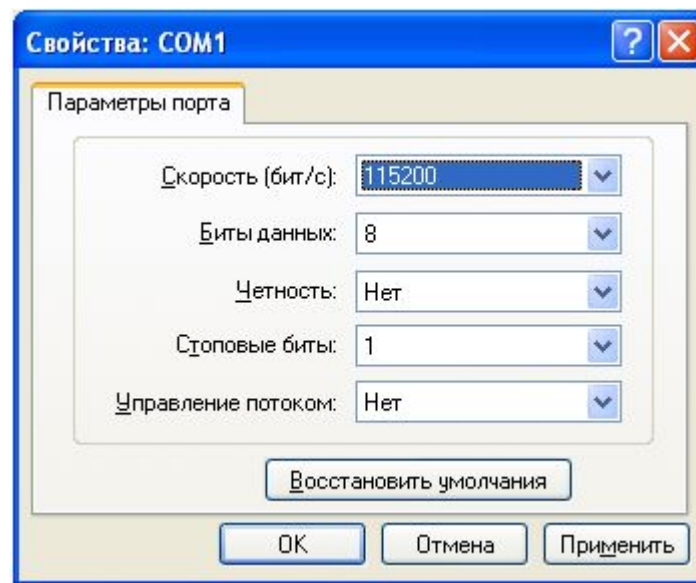 Свойства: COM1
Параметры порта
Скорость (бит/с): 115200
Биты данных: 8
Четность: Нет
Стоповые биты: 1
Управление потоком: Нет
Восстановить умолчания
OK Отмена Применить